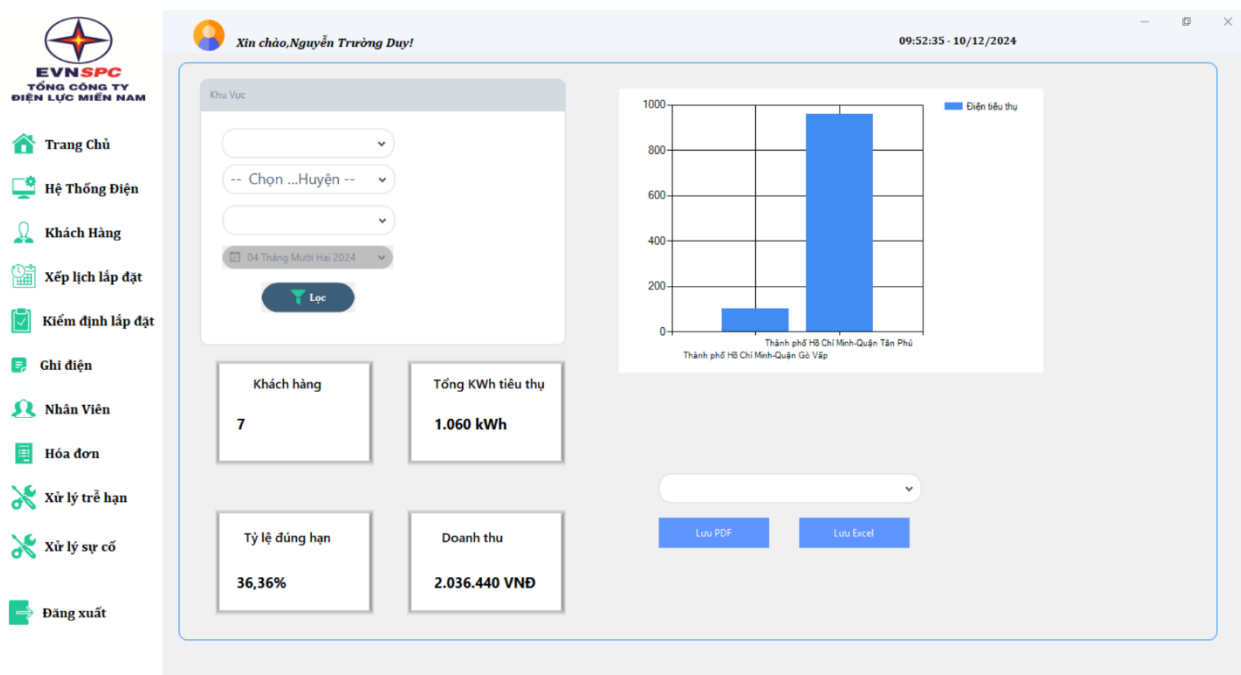 EVNSPC
TỔNG CÔNG TY
ĐIỆN LỰC MIỀN NAM
Trang Chủ
Hệ Thống Điện
Khách Hàng
Xếp lịch lắp đặt
Kiểm định lắp đặt
Ghi điện
Nhân Viên
Hóa đơn
Xử lý trễ hạn
Xử lý sự cố
Đăng xuất
Xin chào,Nguyễn Trường Duy!
09:52:35 - 10/12/2024
Khu Vực
-- Chọn ...Huyện --
04 Tháng Mười Hai 2024
Lọc
Khách hàng
7
Tổng KWh tiêu thụ
1.060 kWh
Tỷ lệ đúng hạn
36,36%
Doanh thu
2.036.440 VNĐ
1000
800
600
400
200
0
Điện tiêu thụ
Thành phố Hồ Chí Minh-Quận Tân Phú
Thành phố Hồ Chí Minh-Quận Gò Vấp
Lưu PDF
Lưu Excel